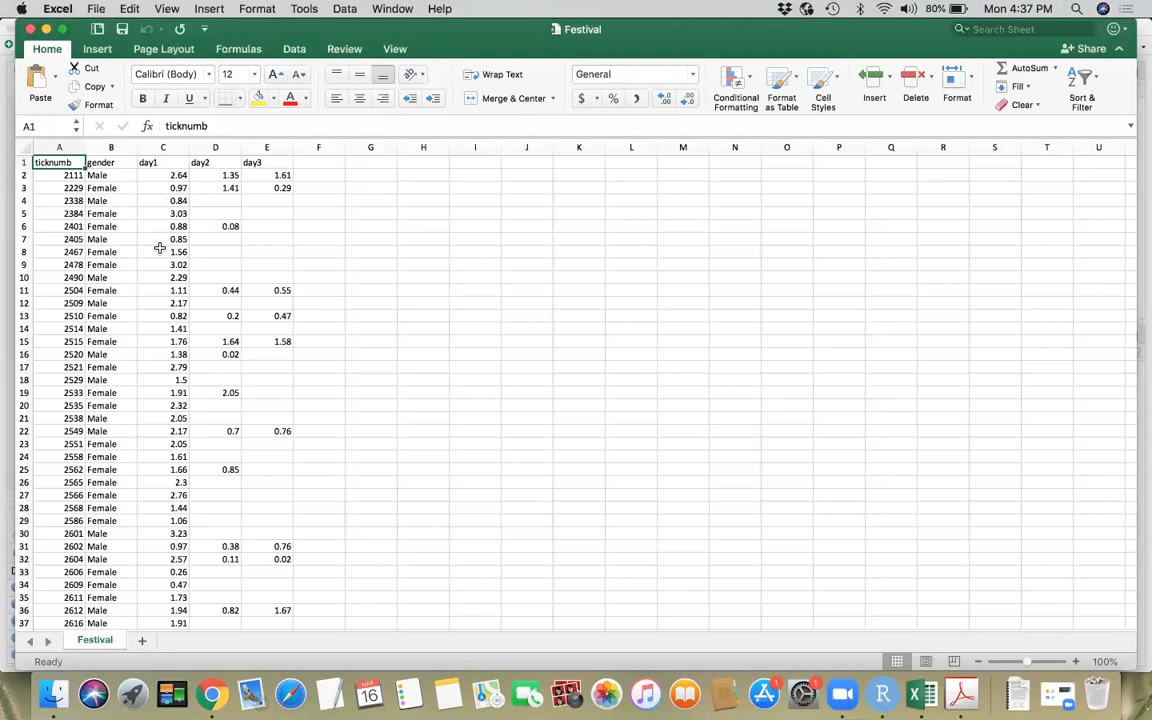 Excel File Edit View Insert Format Tools Data Window Help 80% Mon 4:37 PM
Festival Search Sheet
Home Insert Page Layout Formulas Data Review View Share
Cut Calibri (Body) 12 A A Wrap Text General AutoSum
Copy Fill
Paste Format B I U A Merge & Center $ % Conditional Formatting Format as Table Cell Styles Insert Delete Format Clear Sort & Filter
A1 fx ticknumb
A B C D E F G H I J K L M N O P Q R S T U
1 ticknumb gender day1 day2 day3
2 2111 Male 2.64 1.35 1.61
3 2229 Female 0.97 1.41 0.29
4 2338 Male 0.84
5 2384 Female 3.03
6 2401 Female 0.88 0.08
7 2405 Male 0.85
8 2467 Female 1.56
9 2478 Female 3.02
10 2490 Male 2.29
11 2504 Female 1.11 0.44 0.55
12 2509 Male 2.17
13 2510 Female 0.82 0.2 0.47
14 2514 Male 1.41
15 2515 Female 1.76 1.64 1.58
16 2520 Male 1.38 0.02
17 2521 Female 2.79
18 2529 Male 1.5
19 2533 Female 1.91 2.05
20 2535 Female 2.32
21 2538 Male 2.05
22 2549 Male 2.17 0.7 0.76
23 2551 Female 2.05
24 2558 Female 1.61
25 2562 Female 1.66 0.85
26 2565 Female 2.3
27 2566 Female 2.76
28 2568 Female 1.44
29 2586 Female 1.06
30 2601 Male 3.23
31 2602 Male 0.97 0.38 0.76
32 2604 Male 2.57 0.11 0.02
33 2606 Female 0.26
34 2609 Female 0.47
35 2611 Female 1.73
36 2612 Male 1.94 0.82 1.67
37 2616 Male 1.91
Festival
Ready 100%
MAR
16 1 1 R